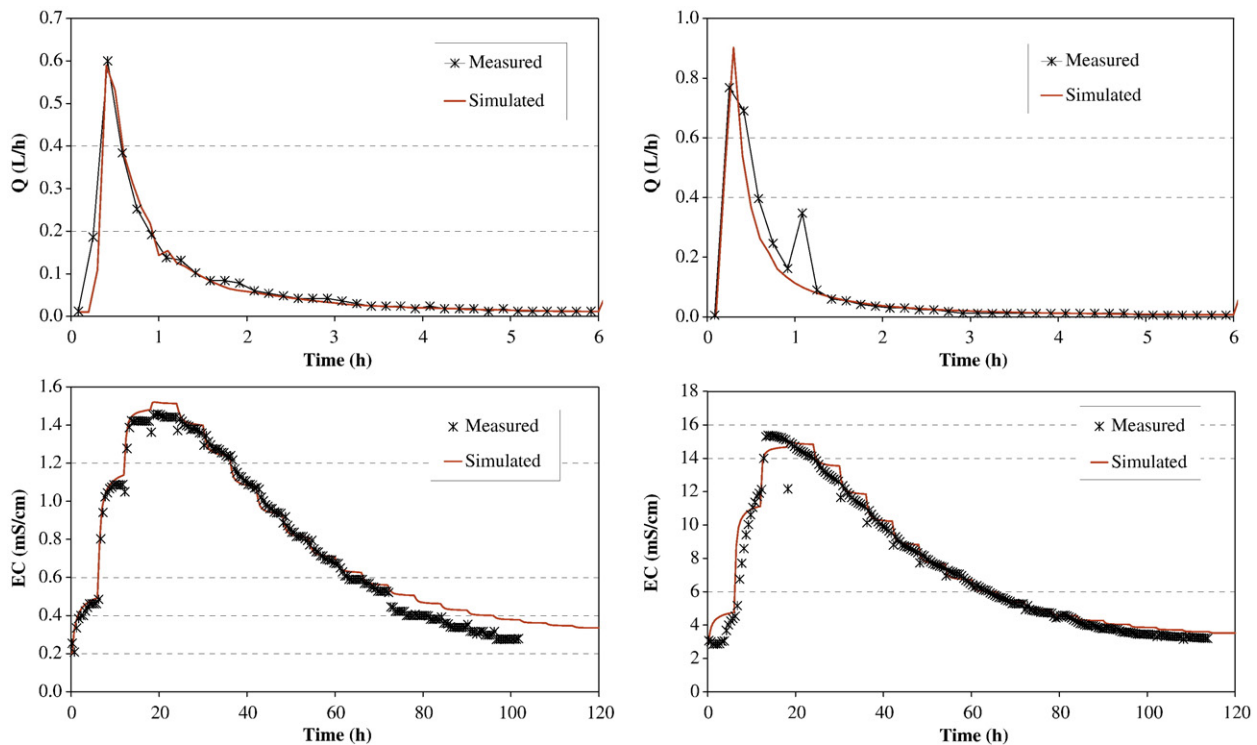 0.7
0.6
0.5
0.4
0.3
0.2
0.1
0.0
Q (L/h)
Measured
Simulated
0 1 2 3 4 5 6
Time (h)
1.0
0.8
0.6
0.4
0.2
0.0
Q (L/h)
Measured
Simulated
0 1 2 3 4 5 6
Time (h)
1.6
1.4
1.2
1.0
0.8
0.6
0.4
0.2
0.0
EC (mS/cm)
Measured
Simulated
0 20 40 60 80 100 120
Time (h)
18
16
14
12
10
8
6
4
2
0
EC (mS/cm)
Measured
Simulated
0 20 40 60 80 100 120
Time (h)